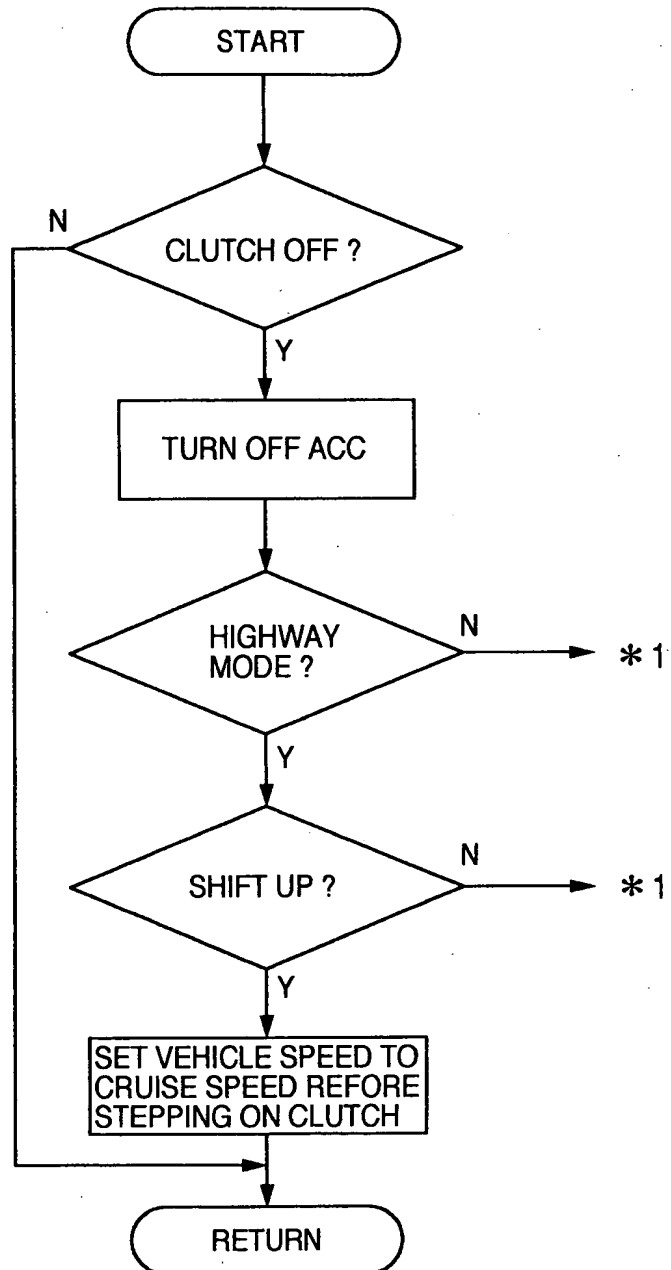 START
N
CLUTCH OFF ?
Y
TURN OFF ACC
HIGHWAY
MODE ?
N
*1
Y
SHIFT UP ?
N
*1
Y
SET VEHICLE SPEED TO
CRUISE SPEED REFORE
STEPPING ON CLUTCH
RETURN